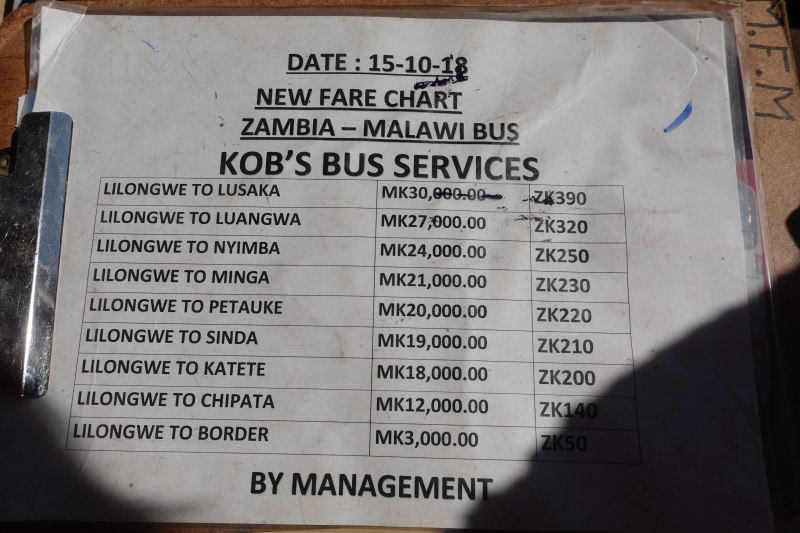 M.F.M
DATE : 15-10-18
NEW FARE CHART
ZAMBIA – MALAWI BUS
KOB'S BUS SERVICES
LILONGWE TO LUSAKA MK30,000.00 ZK390
LILONGWE TO LUANGWA MK27,000.00 ZK320
LILONGWE TO NYIMBA MK24,000.00 ZK250
LILONGWE TO MINGA MK21,000.00 ZK230
LILONGWE TO PETAUKE MK20,000.00 ZK220
LILONGWE TO SINDA MK19,000.00 ZK210
LILONGWE TO KATETE MK18,000.00 ZK200
LILONGWE TO CHIPATA MK12,000.00 ZK140
LILONGWE TO BORDER MK3,000.00 ZK50
BY MANAGEMENT